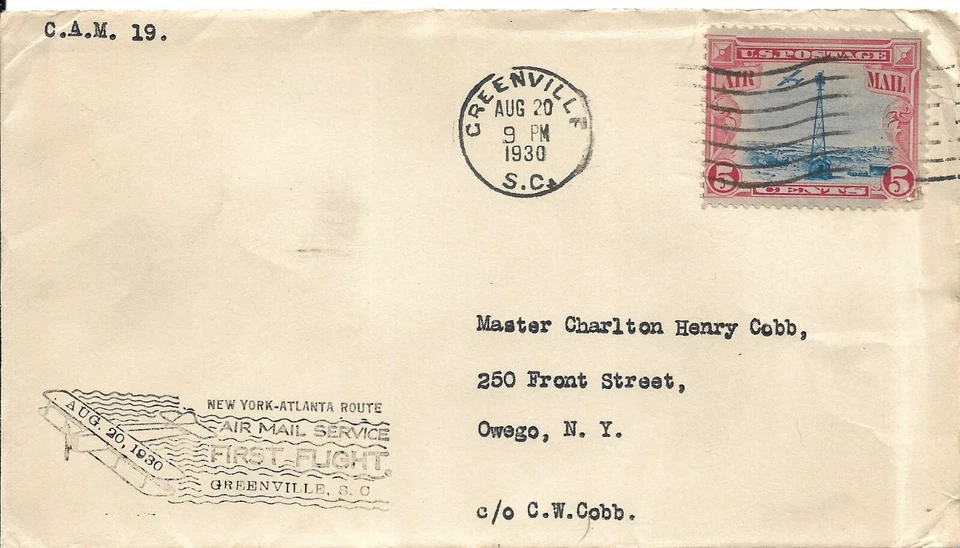 C.A.M. 19.
GREENVILLE
AUG 20
9 PM
1930
S.C.
U.S. POSTAGE
AIR MAIL
5 CENTS 5
Master Charlton Henry Cobb,
250 Front Street,
Owego, N. Y.
c/o C.W.Cobb.
AUG. 20, 1930
NEW YORK-ATLANTA ROUTE
AIR MAIL SERVICE
FIRST FLIGHT
GREENVILLE, S. C